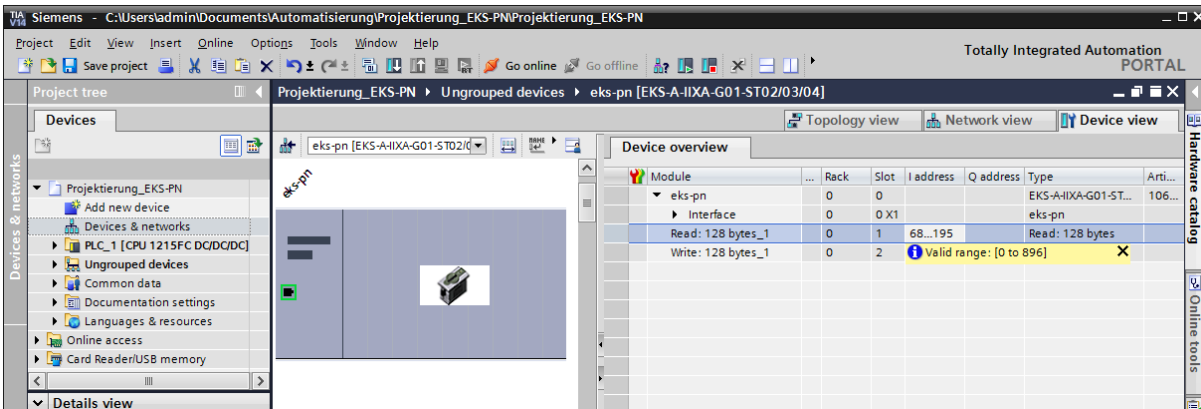 TIA V14 Siemens - C:\Users\admin\Documents\Automatisierung\Projektierung_EKS-PN\Projektierung_EKS-PN
Project Edit View Insert Online Options Tools Window Help
Totally Integrated Automation
PORTAL
Save project Go online Go offline
Project tree
Projektierung_EKS-PN Ungrouped devices eks-pn [EKS-A-IIXA-G01-ST02/03/04]
Devices
Topology view Network view Device view
eks-pn [EKS-A-IIXA-G01-ST02/0
Device overview
Module ... Rack Slot I address Q address Type Arti...
eks-pn 0 0 EKS-A-IIXA-G01-ST... 106...
Interface 0 0 X1 eks-pn
Read: 128 bytes_1 0 1 68...195 Read: 128 bytes
Write: 128 bytes_1 0 2 Valid range: [0 to 896]
Projektierung_EKS-PN
Add new device
Devices & networks
PLC_1 [CPU 1215FC DC/DC/DC]
Ungrouped devices
Common data
Documentation settings
Languages & resources
Online access
Card Reader/USB memory
Details view
eks-pn
Devices & networks
Hardware catalog
Online tools